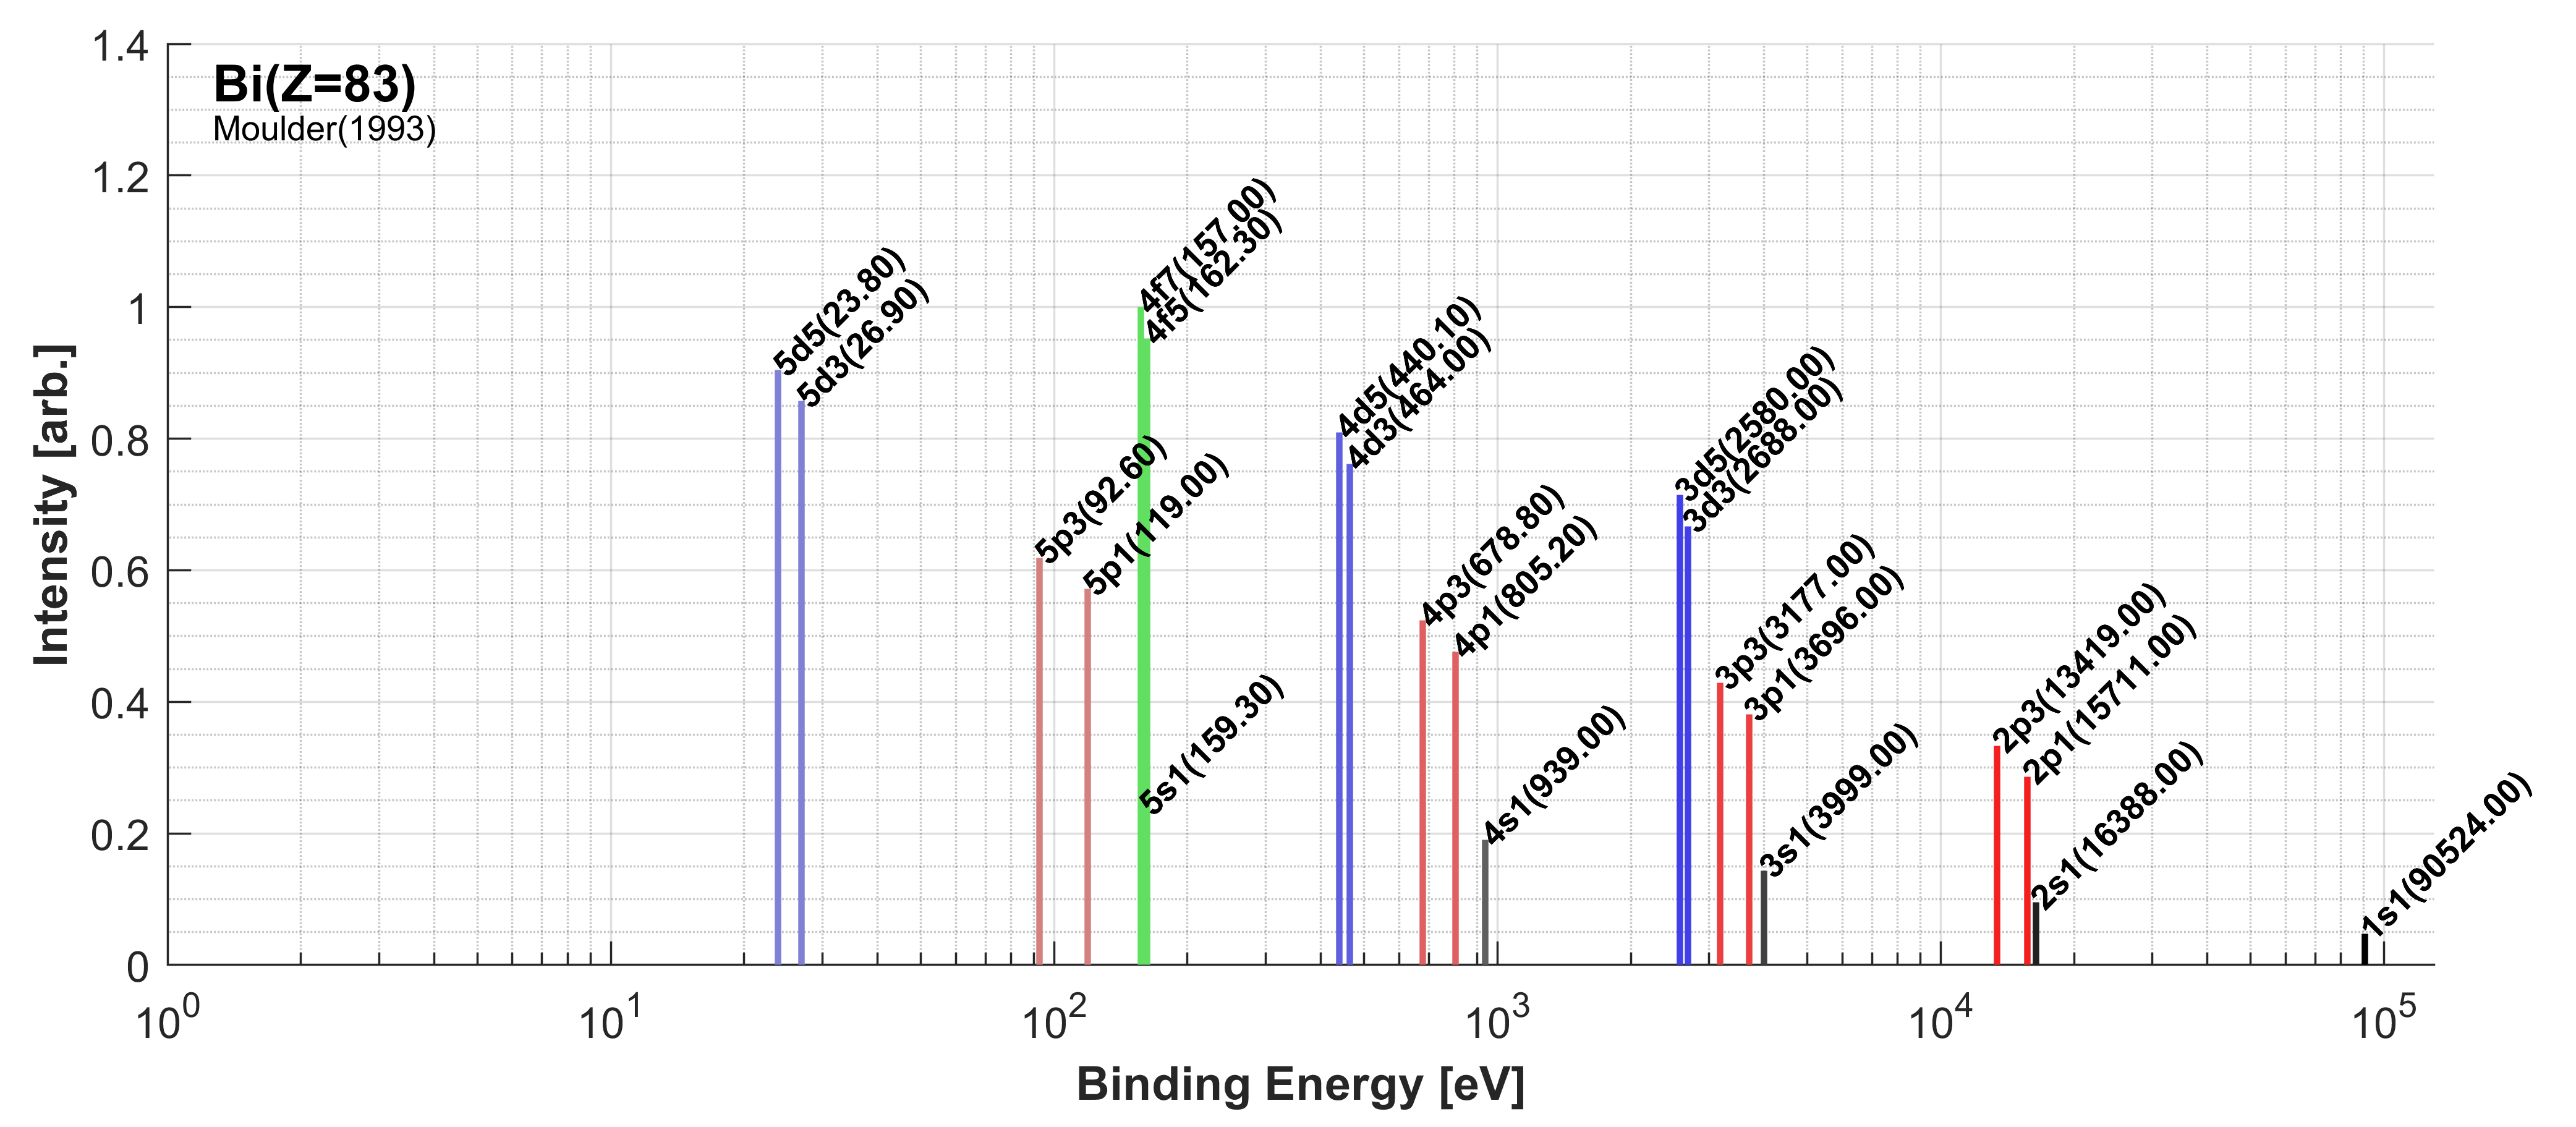 Bi(Z=83)
Moulder(1993)
Intensity [arb.]
1.4
1.2
1
0.8
0.6
0.4
0.2
0
5d5(23.80)
5d3(26.90)
5p3(92.60)
5p1(119.00)
4f7(157.00)
4f5(162.30)
5s1(159.30)
4d5(440.10)
4d3(464.00)
4p3(678.80)
4p1(805.20)
4s1(939.00)
3d5(2580.00)
3d3(2688.00)
3p3(3177.00)
3p1(3696.00)
3s1(3999.00)
2p3(13419.00)
2p1(15711.00)
2s1(16388.00)
1s1(90524.00)
10^0 10^1 10^2 10^3 10^4 10^5
Binding Energy [eV]